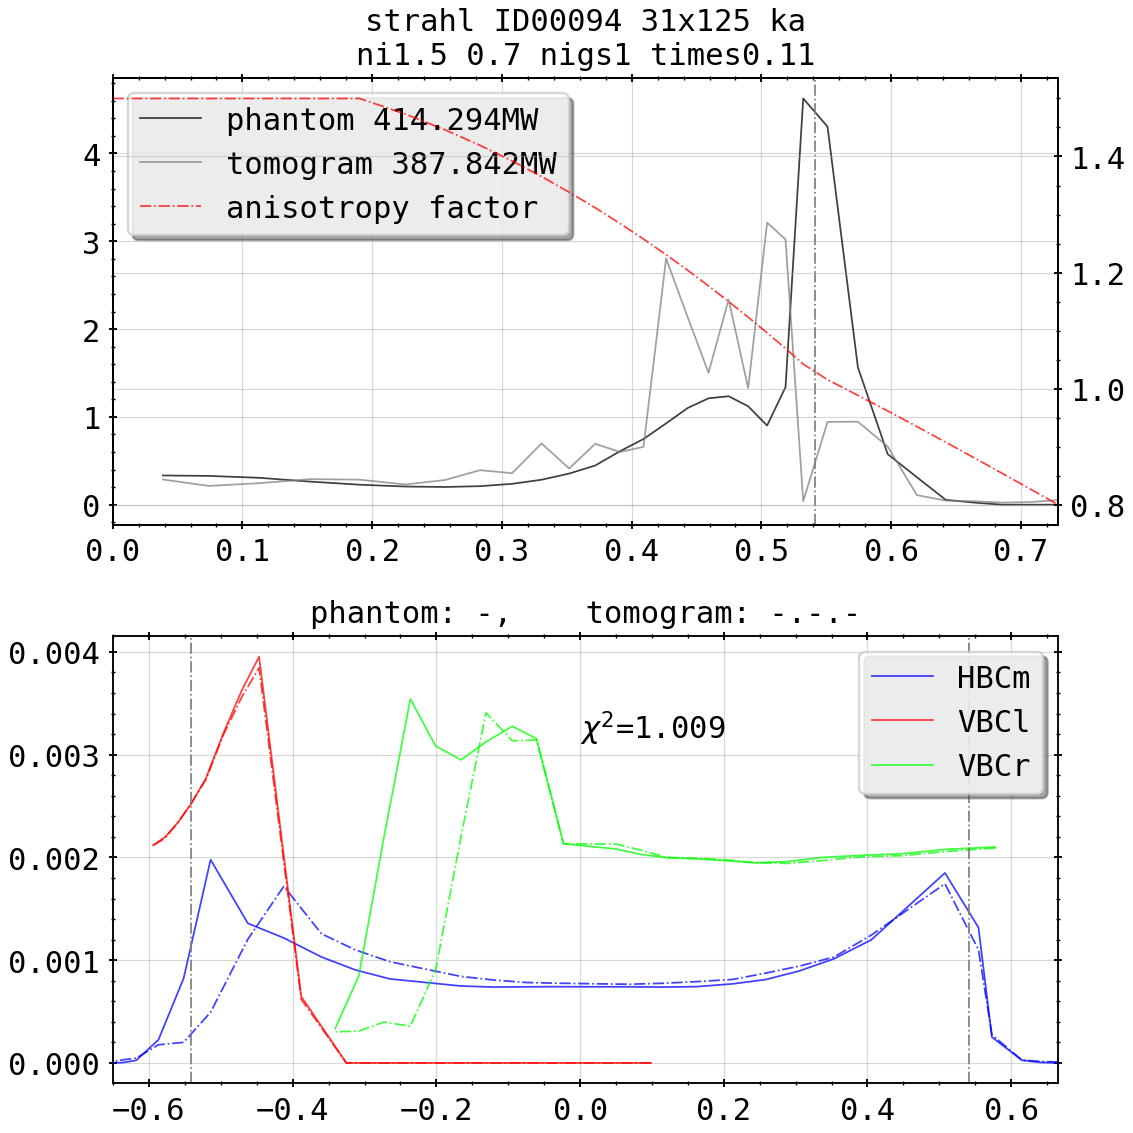 strahl ID00094 31x125 ka
ni1.5 0.7 nigs1 times0.11
phantom 414.294MW
tomogram 387.842MW
anisotropy factor
4
3
2
1
0
1.4
1.2
1.0
0.8
0.0 0.1 0.2 0.3 0.4 0.5 0.6 0.7
phantom: -, tomogram: -.-.-
0.004
0.003
0.002
0.001
0.000
χ²=1.009
HBCm
VBCl
VBCr
−0.6 −0.4 −0.2 0.0 0.2 0.4 0.6